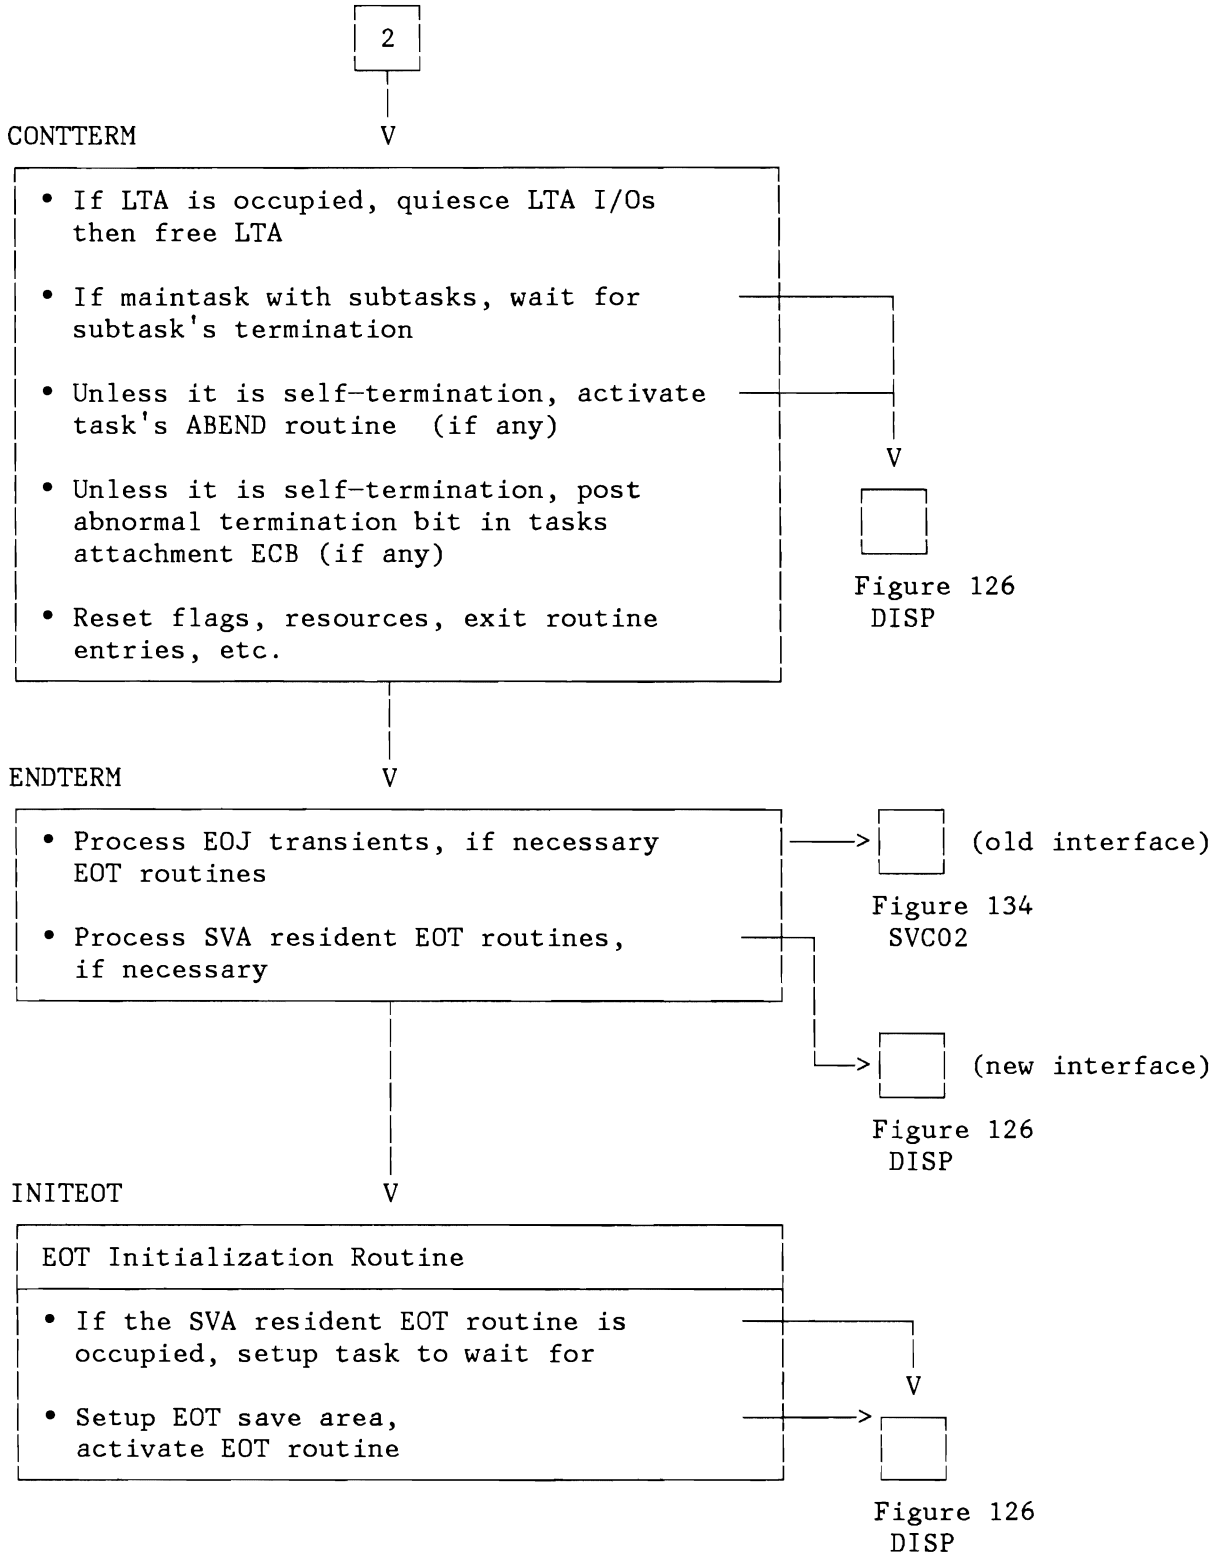 2
CONTTERM
V
• If LTA is occupied, quiesce LTA I/Os
then free LTA
• If maintask with subtasks, wait for
subtask's termination
• Unless it is self-termination, activate
task's ABEND routine (if any)
V
• Unless it is self-termination, post
abnormal termination bit in tasks
attachment ECB (if any)
Figure 126
DISP
• Reset flags, resources, exit routine
entries, etc.
ENDTERM
V
• Process EOJ transients, if necessary
EOT routines
> (old interface)
Figure 134
SVC02
• Process SVA resident EOT routines,
if necessary
> (new interface)
Figure 126
DISP
INITEOT
V
EOT Initialization Routine
• If the SVA resident EOT routine is
occupied, setup task to wait for
V
• Setup EOT save area,
activate EOT routine
>
Figure 126
DISP